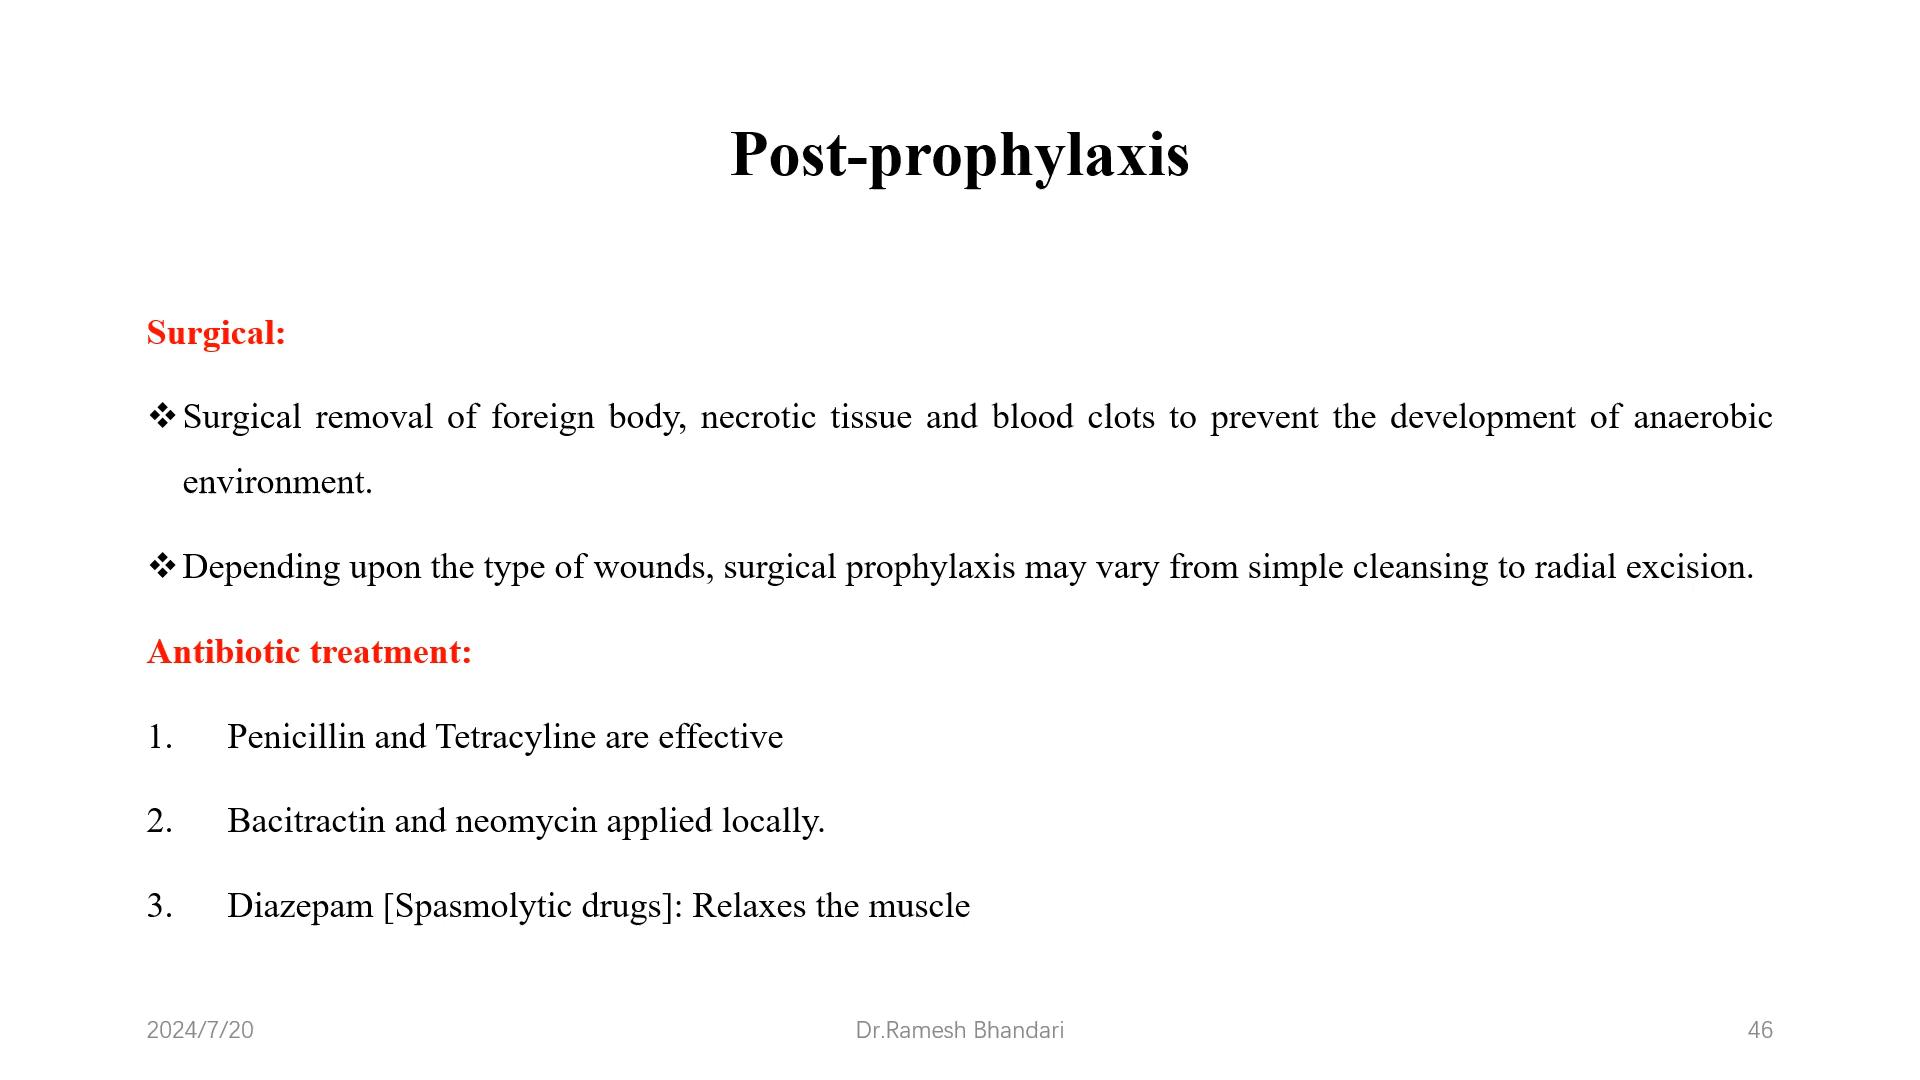 Post-prophylaxis
Surgical:
❖Surgical removal of foreign body, necrotic tissue and blood clots to prevent the development of anaerobic
environment.
❖Depending upon the type of wounds, surgical prophylaxis may vary from simple cleansing to radial excision.
Antibiotic treatment:
1. Penicillin and Tetracyline are effective
2. Bacitractin and neomycin applied locally.
3. Diazepam [Spasmolytic drugs]: Relaxes the muscle
2024/7/20 Dr.Ramesh Bhandari 46